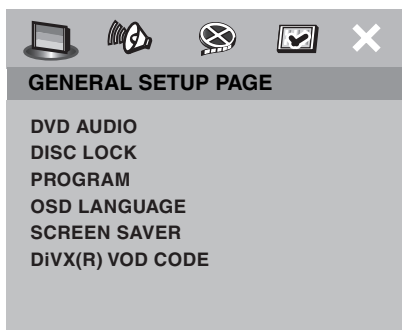 GENERAL SETUP PAGE
DVD AUDIO
DISC LOCK
PROGRAM
OSD LANGUAGE
SCREEN SAVER
DiVX(R) VOD CODE